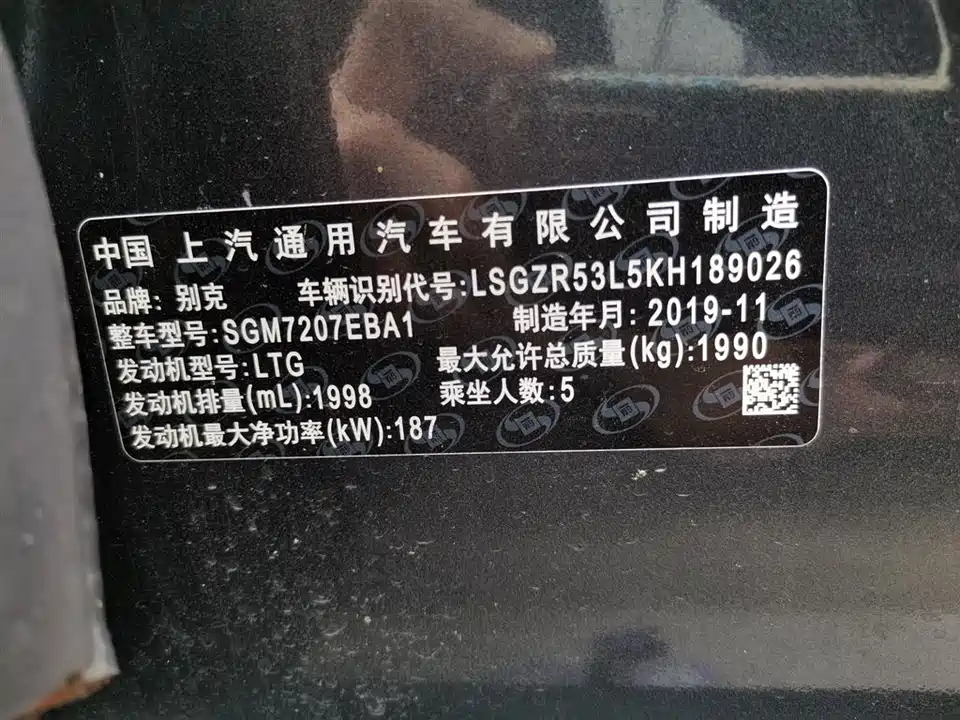 中国 上汽通用汽车有限公司制造
品牌: 别克 车辆识别代号:LSGZR53L5KH189026
整车型号:SGM7207EBA1 制造年月: 2019-11
发动机型号:LTG 最大允许总质量(kg):1990
发动机排量(mL):1998 乘坐人数:5
发动机最大净功率(kW):187